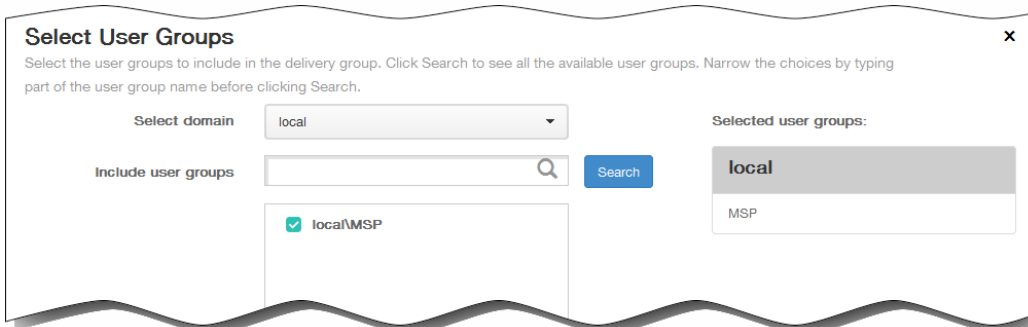 Select User Groups
Select the user groups to include in the delivery group. Click Search to see all the available user groups. Narrow the choices by typing
part of the user group name before clicking Search.
Select domain
local
Selected user groups:
Include user groups
Search
local
MSP
local\MSP